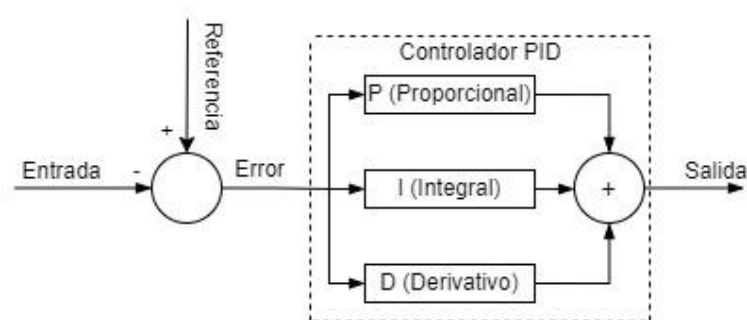 Referencia
Controlador PID
P (Proporcional)
+
Entrada
-
Error
I (Integral)
+
Salida
D (Derivativo)